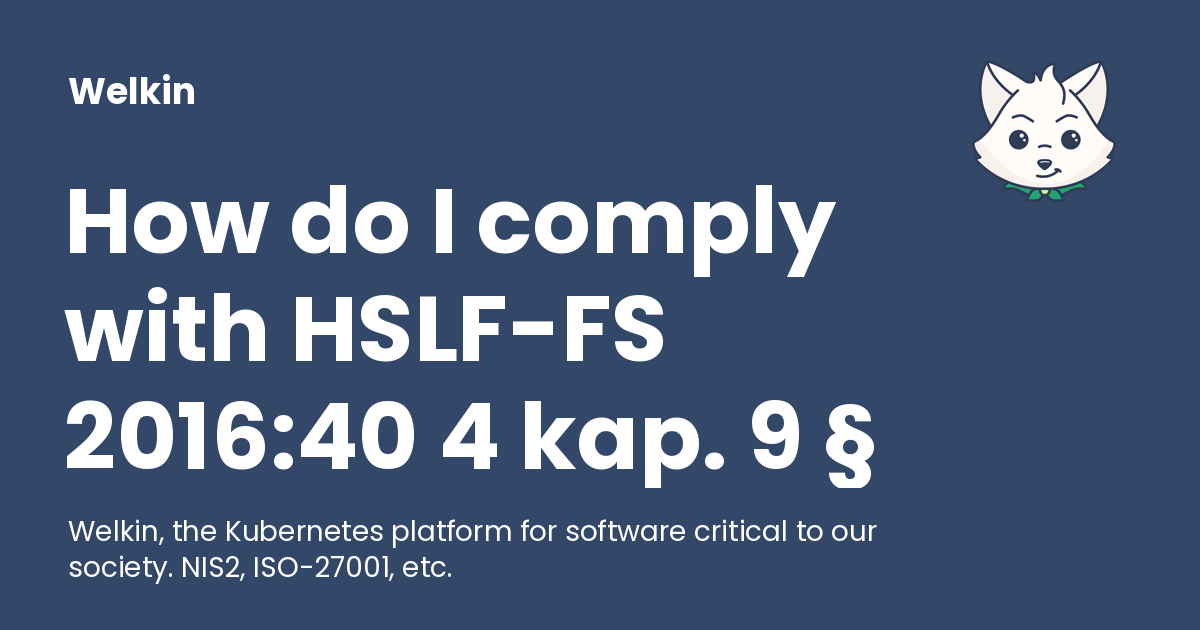 Welkin
How do I comply
with HSLF-FS
2016:40 4 kap. 9 §
Welkin, the Kubernetes platform for software critical to our
society. NIS2, ISO-27001, etc.